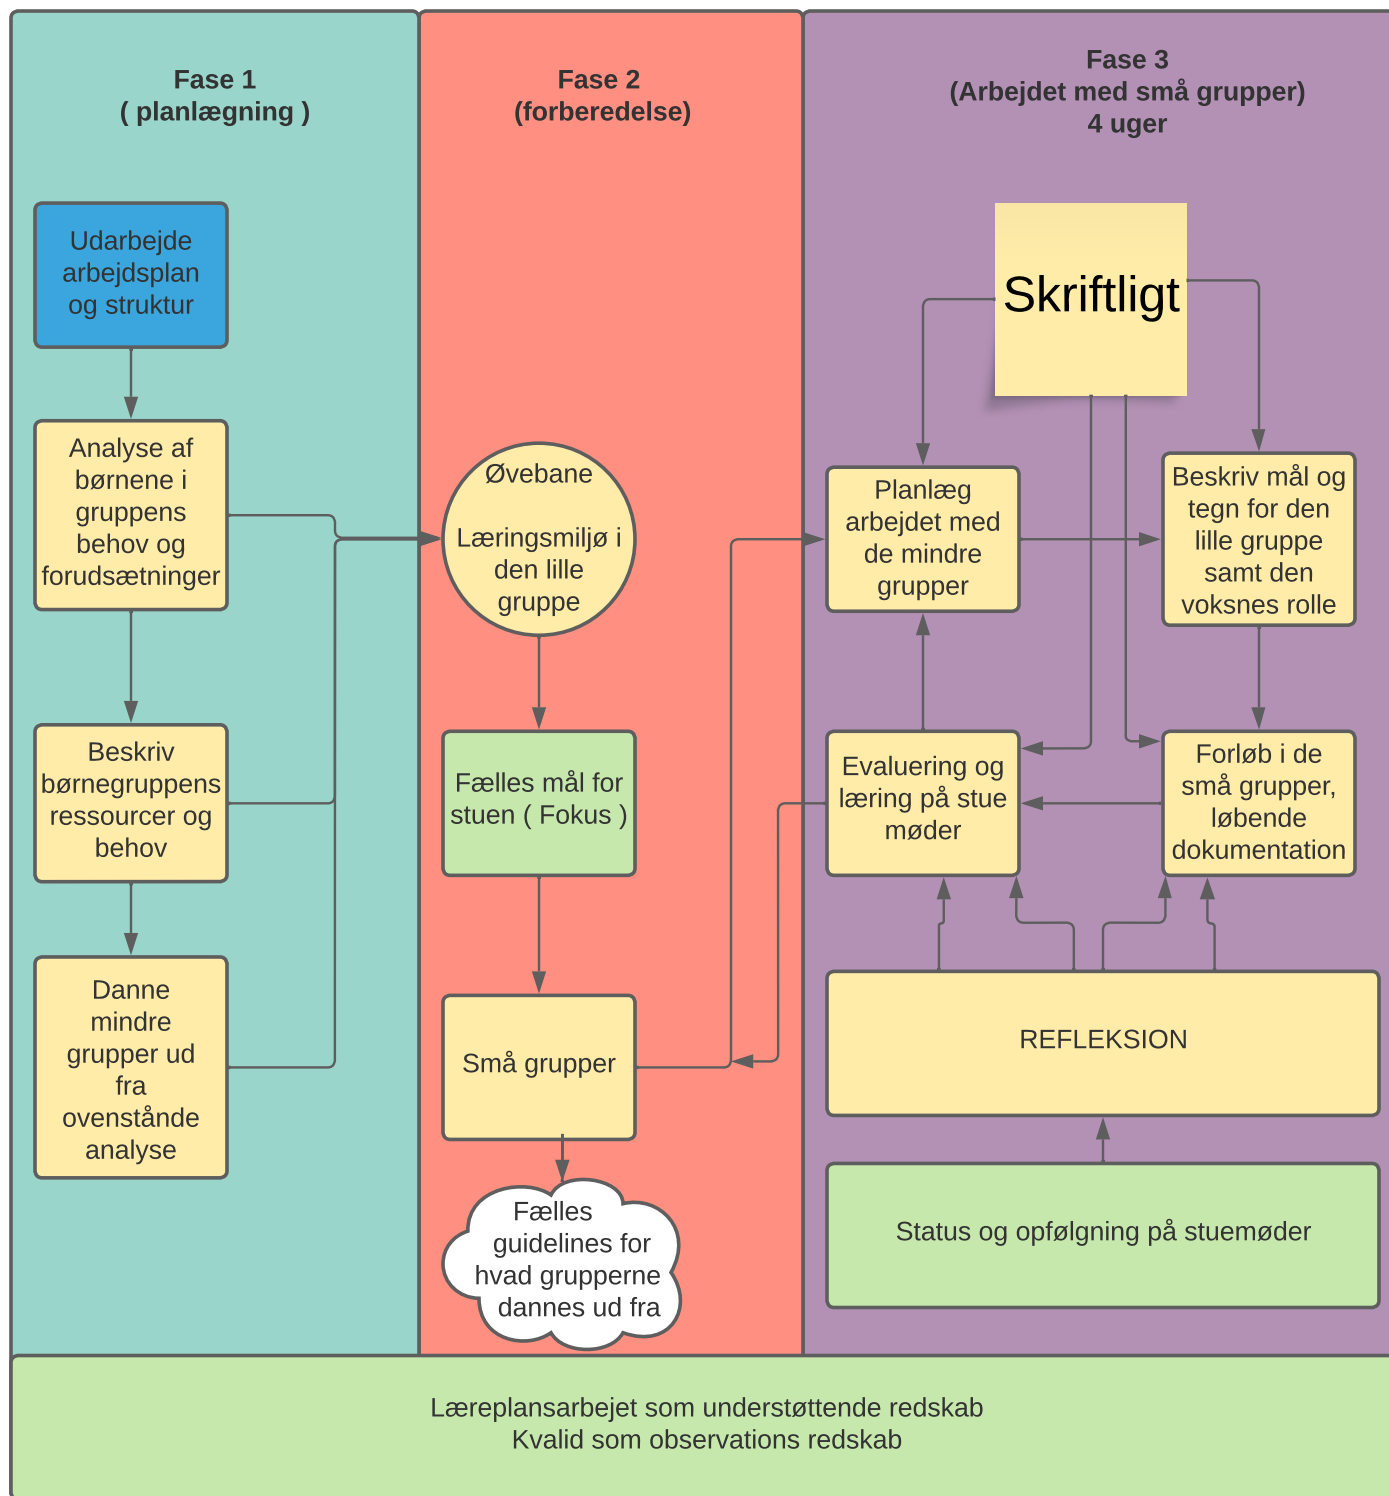 Fase 1
( planlægning )
Udarbejde
arbejdsplan
og struktur
Analyse af
børnene i
gruppens
behov og
forudsætninger
Beskriv
børnegruppens
ressourcer og
behov
Danne
mindre
grupper ud
fra
ovenstånde
analyse
Fase 2
(forberedelse)
Øvebane
Læringsmiljø i
den lille
gruppe
Fælles mål for
stuen ( Fokus )
Små grupper
Fælles
guidelines for
hvad grupperne
dannes ud fra
Fase 3
(Arbejdet med små grupper)
4 uger
Skriftligt
Planlæg
arbejdet med
de mindre
grupper
Beskriv mål og
tegn for den
lille gruppe
samt den
voksnes rolle
Evaluering og
læring på stue
møder
Forløb i de
små grupper,
løbende
dokumentation
REFLEKSION
Status og opfølgning på stuemøder
Læreplansarbejet som understøttende redskab
Kvalid som observations redskab